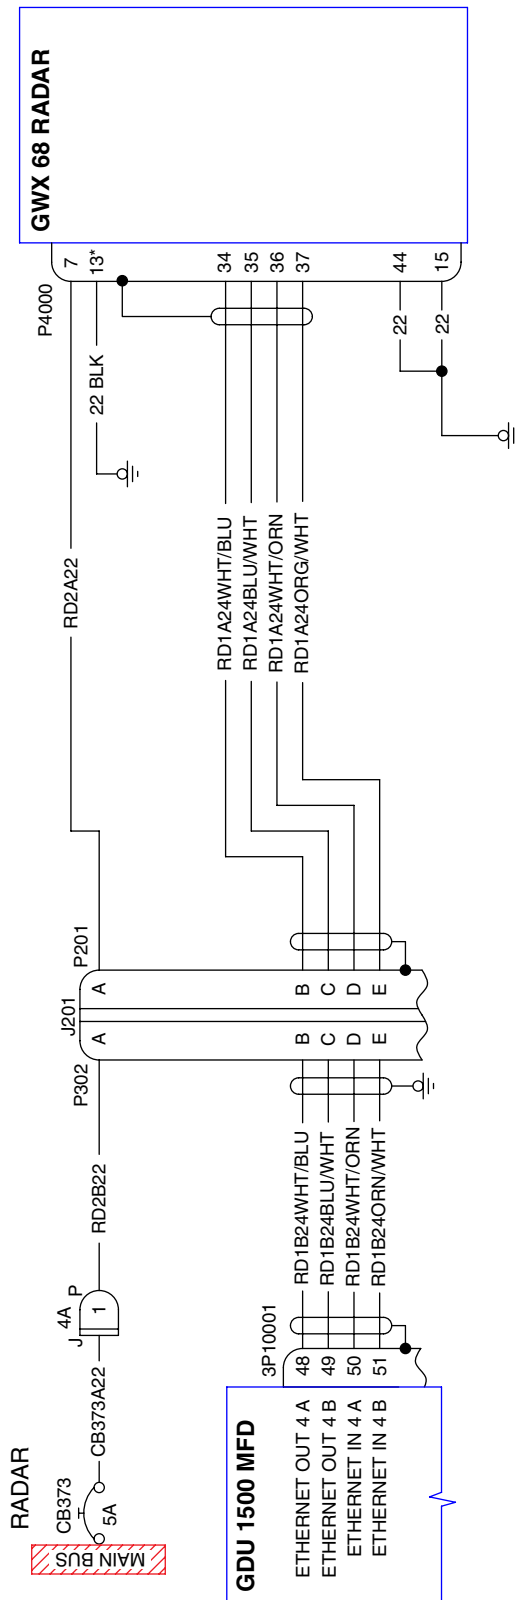 RADAR
MAIN BUS
CB373
5A
CB373A22
J
4A
P
1
RD2B22
P302
J201
P201
A
A
RD2A22
P4000
7
GWX 68 RADAR
13*
22 BLK
GDU 1500 MFD
3P10001
ETHERNET OUT 4 A
48
RD1B24WHT/BLU
B
B
RD1A24WHT/BLU
34
ETHERNET OUT 4 B
49
RD1B24BLU/WHT
C
C
RD1A24BLU/WHT
35
ETHERNET IN 4 A
50
RD1B24WHT/ORN
D
D
RD1A24WHT/ORN
36
ETHERNET IN 4 B
51
RD1B24ORN/WHT
E
E
RD1A24ORG/WHT
37
22
44
22
15